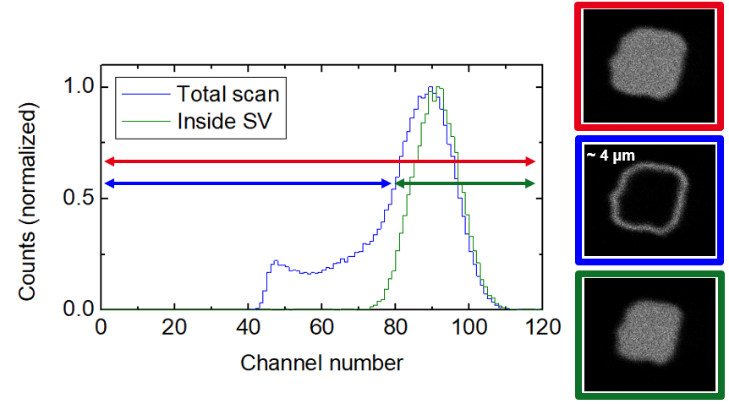 Total scan
Inside SV
Counts (normalized)
1.0
0.5
0.0
0 20 40 60 80 100 120
Channel number
~ 4 µm